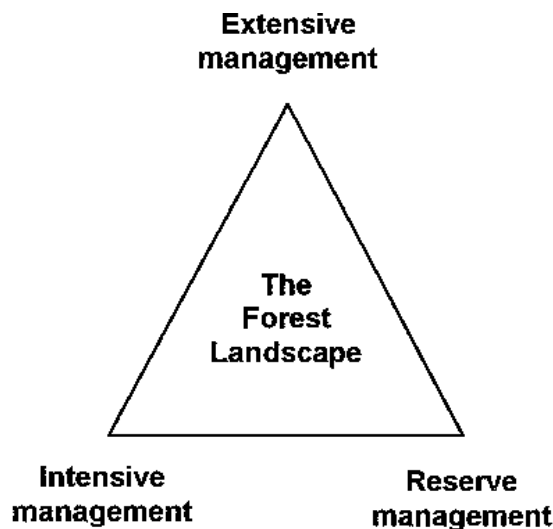 Extensive
management
The
Forest
Landscape
Intensive
management
Reserve
management